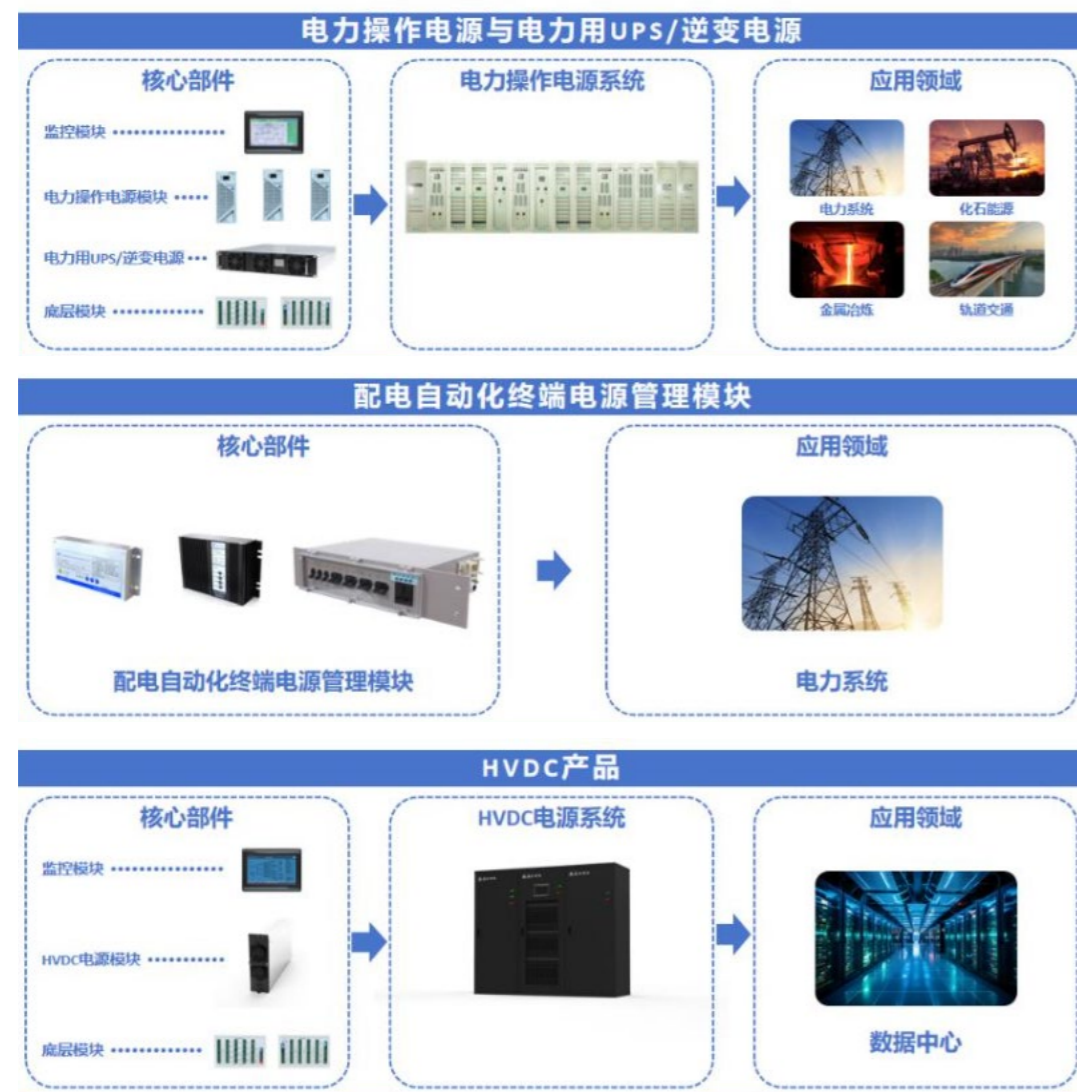 电力操作电源与电力用UPS/逆变电源
核心部件
电力操作电源系统
应用领域
监控模块
电力操作电源模块
电力用UPS/逆变电源
底层模块
电力系统
化石能源
金属冶炼
轨道交通
配电自动化终端电源管理模块
核心部件
应用领域
配电自动化终端电源管理模块
电力系统
HVDC产品
核心部件
HVDC电源系统
应用领域
监控模块
HVDC电源模块
底层模块
数据中心